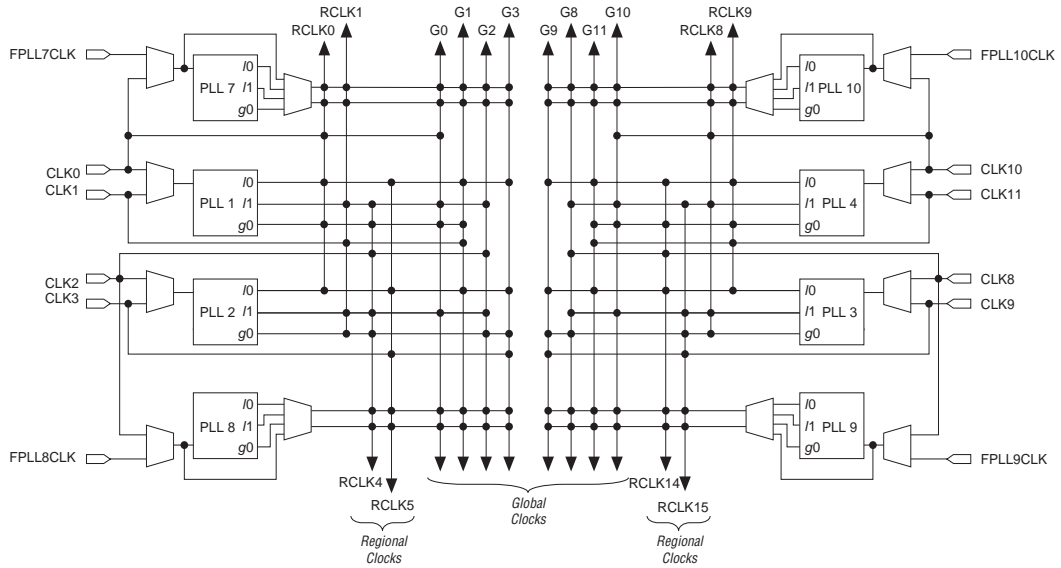 RCLK1 G1 G3 G8 G10 RCLK9
RCLK0 G0 G2 G9 G11 RCLK8
FPLL7CLK l0 l0 FPLL10CLK
PLL 7 l1 l1 PLL 10
g0 g0
CLK0 l0 l0 CLK10
CLK1 PLL 1 l1 l1 PLL 4 CLK11
g0 g0
CLK2 l0 l0 CLK8
CLK3 PLL 2 l1 l1 PLL 3 CLK9
g0 g0
l0 l0
PLL 8 l1 l1 PLL 9
FPLL8CLK g0 g0 FPLL9CLK
RCLK4 RCLK14
RCLK5 RCLK15
Global
Clocks
Regional
Clocks
Regional
Clocks